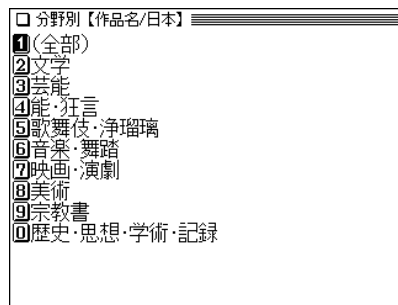 分野別【作品名/日本】
1(全部)
2文学
3芸能
4能・狂言
5歌舞伎・浄瑠璃
6音楽・舞踏
7映画・演劇
8美術
9宗教書
0歴史・思想・学術・記録